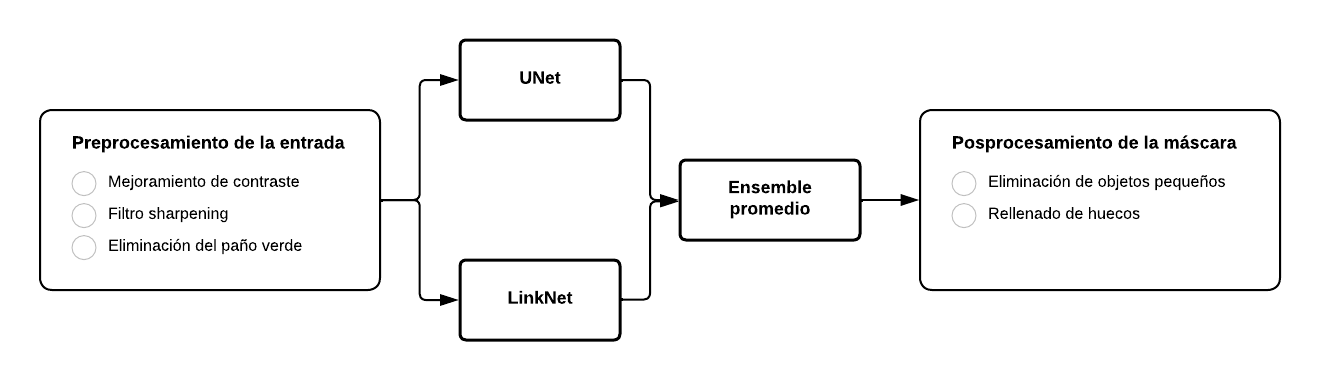 Preprocesamiento de la entrada
Mejoramiento de contraste
Filtro sharpening
Eliminación del paño verde
UNet
LinkNet
Ensemble
promedio
Posprocesamiento de la máscara
Eliminación de objetos pequeños
Rellenado de huecos